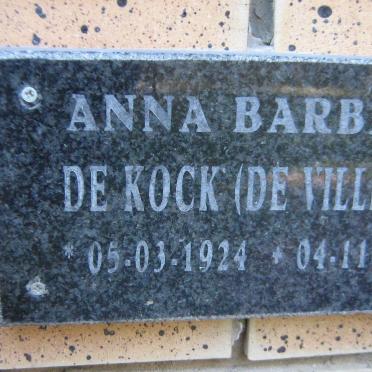 ANNA BARB
DE KOCK (DE VILL
* 05-03-1924 + 04-11